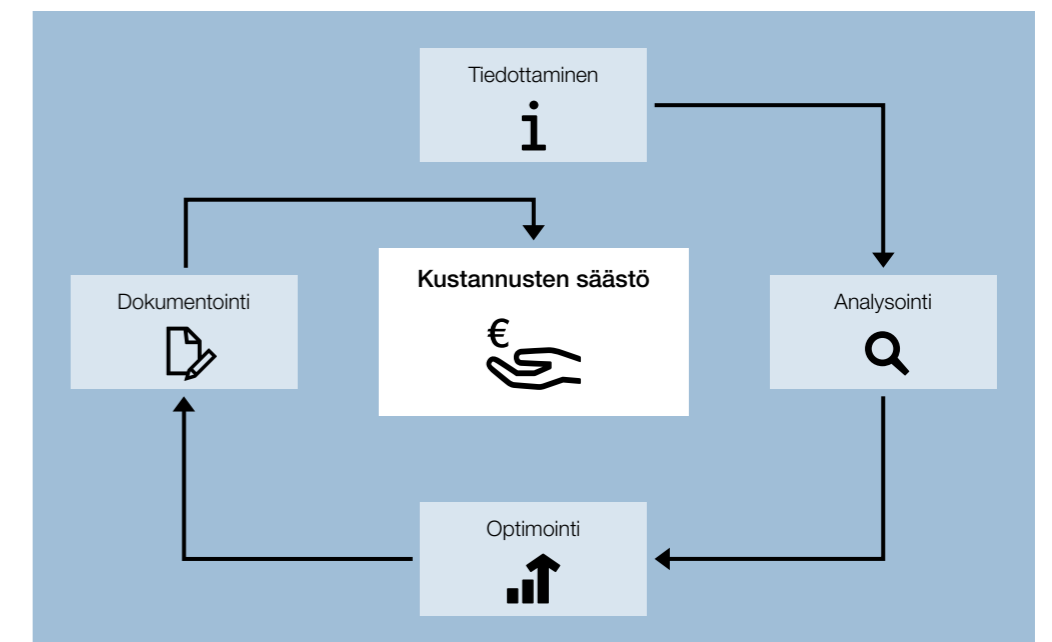 Tiedottaminen
i
Kustannusten säästö
€
Dokumentointi
Analysointi
Optimointi